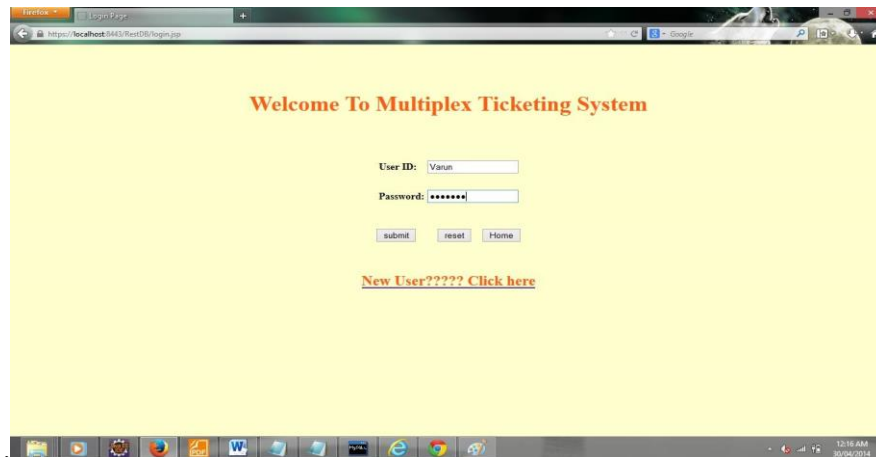 Firefox
Login Page
+
https://localhost:8443/RestDB/login.jsp
Google
Welcome To Multiplex Ticketing System
User ID: Varun
Password: •••••••
submit reset Home
New User????? Click here
12:16 AM
30/04/2014